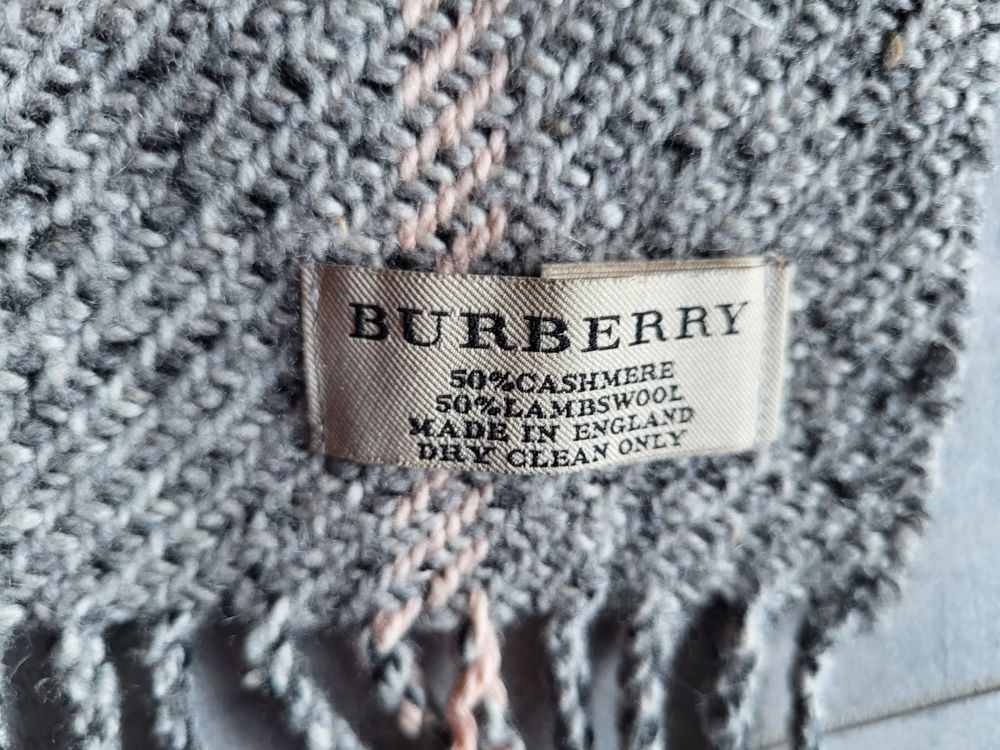 BURBERRY
50%CASHMERE
50%LAMBSWOOL
MADE IN ENGLAND
DRY CLEAN ONLY